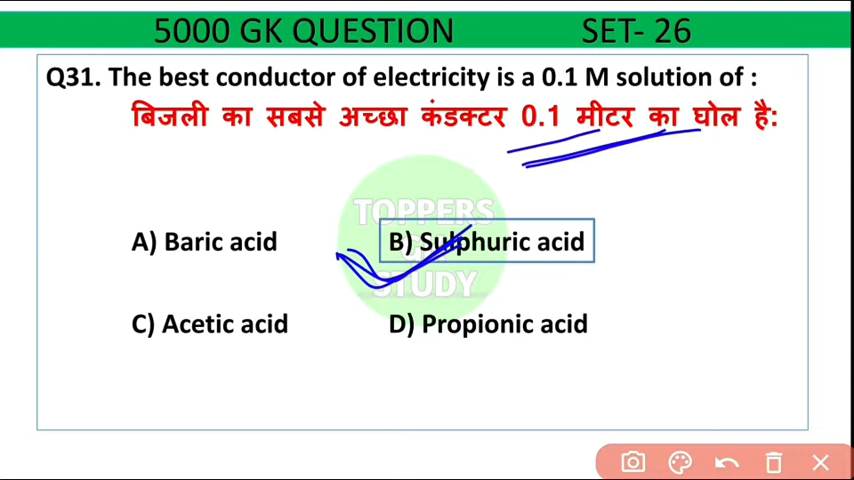 5000 GK QUESTION SET- 26
Q31. The best conductor of electricity is a 0.1 M solution of :
बिजली का सबसे अच्छा कंडक्टर 0.1 मीटर का घोल है:
TOPPERS
STUDY
A) Baric acid B) Sulphuric acid
C) Acetic acid D) Propionic acid